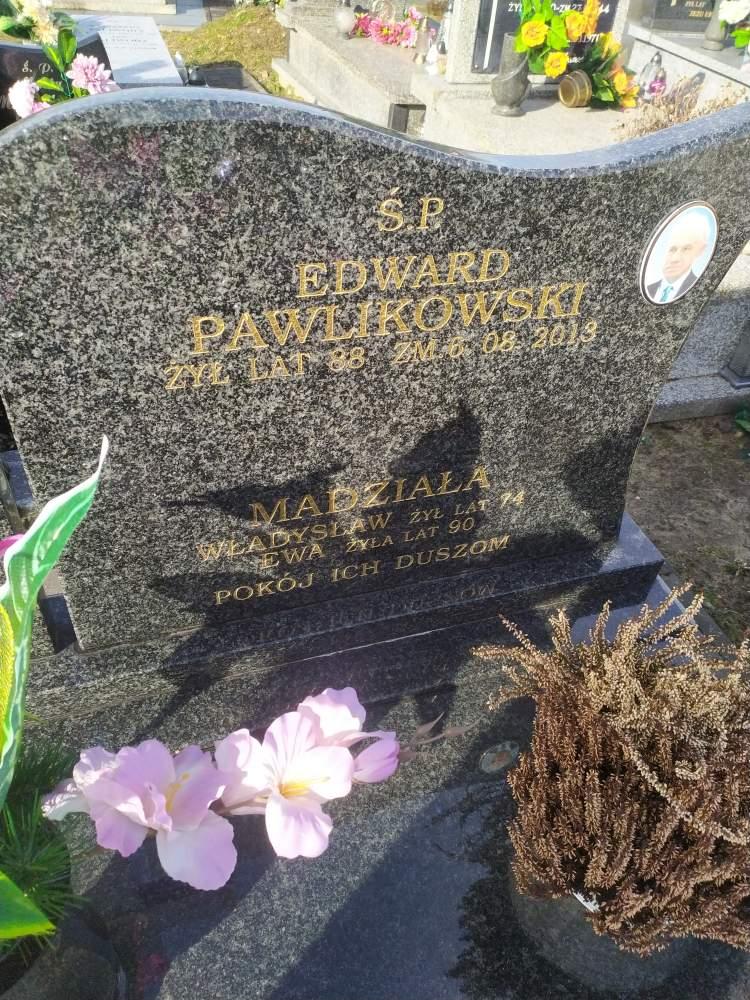 Ś.P.
EDWARD
PAWLIKOWSKI
ŻYŁ LAT 88 ZM. 6 08 2013
MADZIAŁA
WŁADYSŁAW ŻYŁ LAT 74
EWA ŻYŁA LAT 90
POKÓJ ICH DUSZOM
Ś. P.